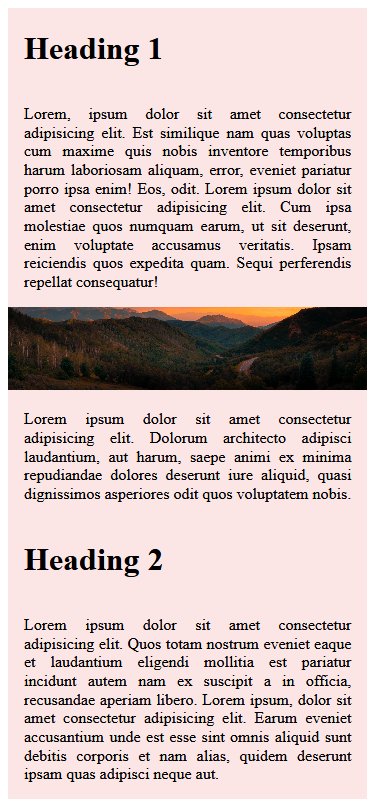 Heading 1
Lorem, ipsum dolor sit amet consectetur
adipisicing elit. Est similique nam quas voluptas
cum maxime quis nobis inventore temporibus
harum laboriosam aliquam, error, eveniet pariatur
porro ipsa enim! Eos, odit. Lorem ipsum dolor sit
amet consectetur adipisicing elit. Cum ipsa
molestiae quos numquam earum, ut sit deserunt,
enim voluptate accusamus veritatis. Ipsam
reiciendis quos expedita quam. Sequi perferendis
repellat consequatur!
Lorem ipsum dolor sit amet consectetur
adipisicing elit. Dolorum architecto adipisci
laudantium, aut harum, saepe animi ex minima
repudiandae dolores deserunt iure aliquid, quasi
dignissimos asperiores odit quos voluptatem nobis.
Heading 2
Lorem ipsum dolor sit amet consectetur
adipisicing elit. Quos totam nostrum eveniet eaque
et laudantium eligendi mollitia est pariatur
incidunt autem nam ex suscipit a in officia,
recusandae aperiam libero. Lorem ipsum, dolor sit
amet consectetur adipisicing elit. Earum eveniet
accusantium unde est esse sint omnis aliquid sunt
debitis corporis et nam alias, quidem deserunt
ipsam quas adipisci neque aut.